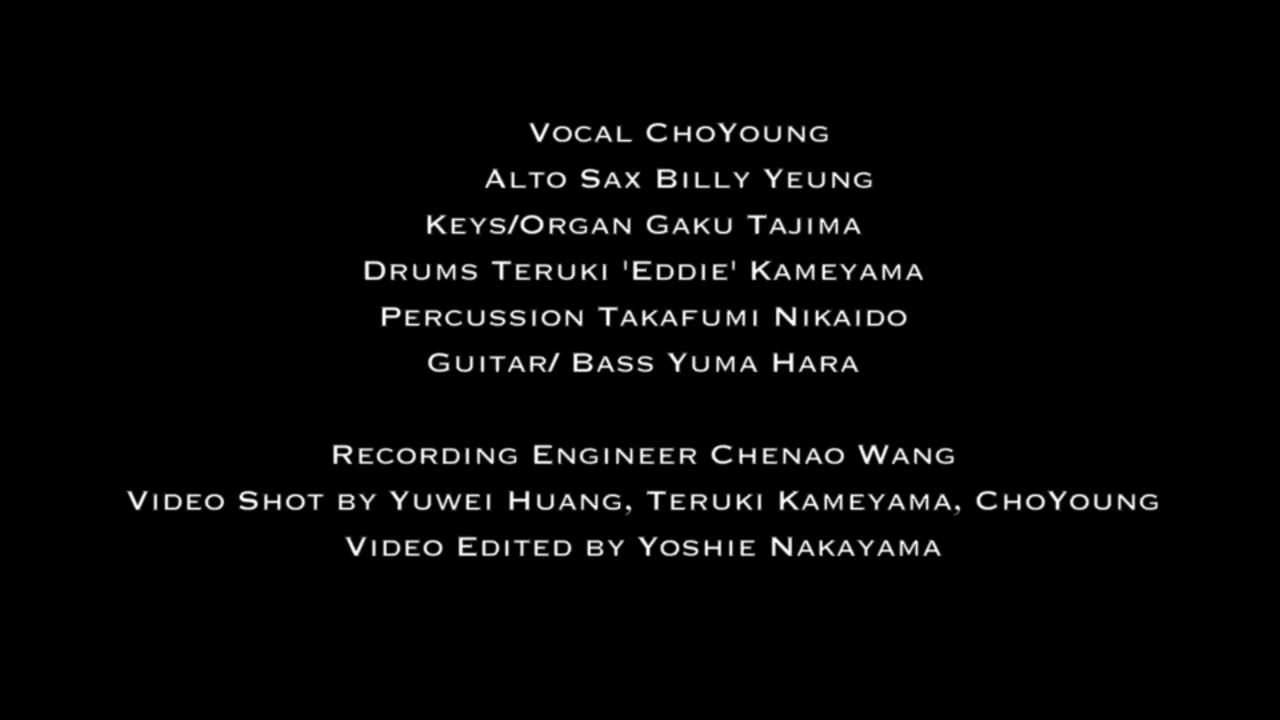 Vocal ChoYoung
Alto Sax Billy Yeung
Keys/Organ Gaku Tajima
Drums Teruki 'Eddie' Kameyama
Percussion Takafumi Nikaido
Guitar/ Bass Yuma Hara
Recording Engineer Chenao Wang
Video Shot by Yuwei Huang, Teruki Kameyama, ChoYoung
Video Edited by Yoshie Nakayama